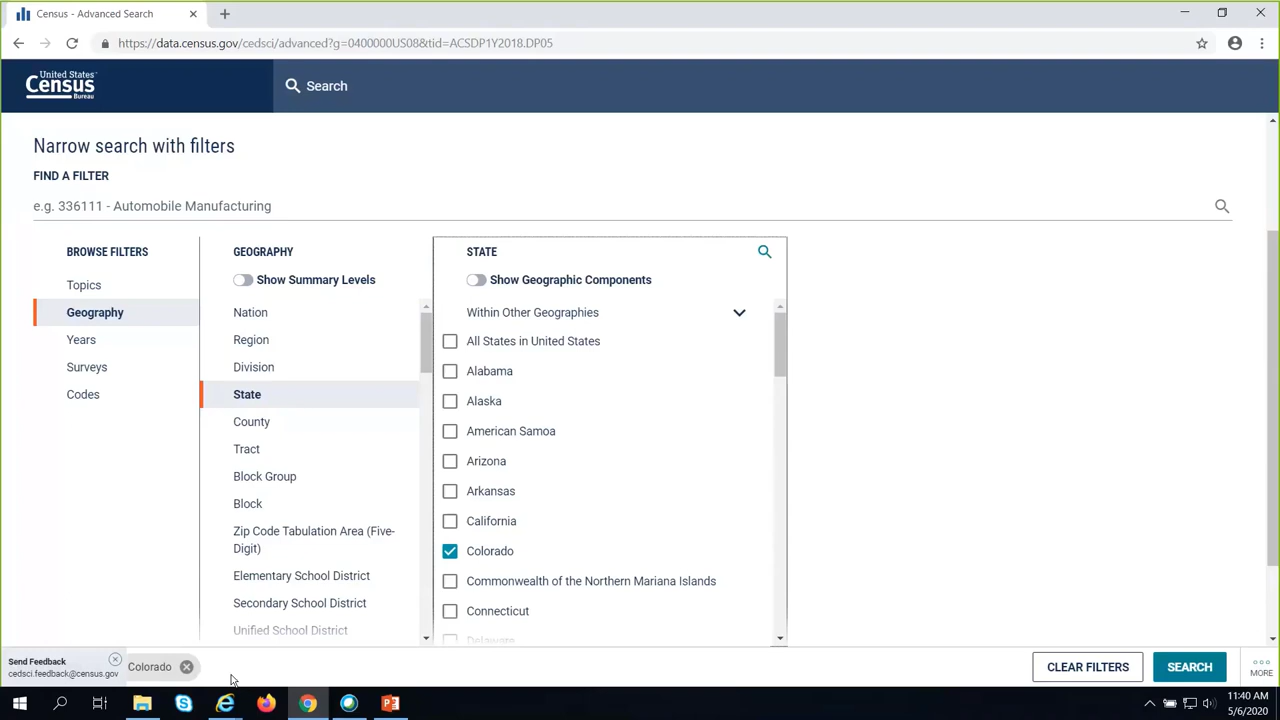 Census - Advanced Search
https://data.census.gov/cedsci/advanced?g=0400000US08&tid=ACSDP1Y2018.DP05
United States
Census
Bureau
Search
Narrow search with filters
FIND A FILTER
e.g. 336111 - Automobile Manufacturing
BROWSE FILTERS
Topics
Geography
Years
Surveys
Codes
GEOGRAPHY
Show Summary Levels
Nation
Region
Division
State
County
Tract
Block Group
Block
Zip Code Tabulation Area (Five-
Digit)
Elementary School District
Secondary School District
Unified School District
STATE
Show Geographic Components
Within Other Geographies
All States in United States
Alabama
Alaska
American Samoa
Arizona
Arkansas
California
Colorado
Commonwealth of the Northern Mariana Islands
Connecticut
Delaware
Send Feedback
cedsci.feedback@census.gov
Colorado
CLEAR FILTERS
SEARCH
MORE
11:40 AM
5/6/2020